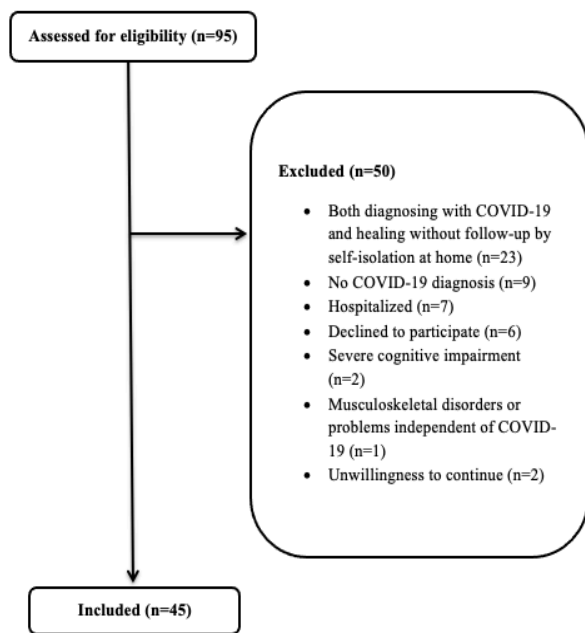 Assessed for eligibility (n=95)
Excluded (n=50)
• Both diagnosing with COVID-19
and healing without follow-up by
self-isolation at home (n=23)
• No COVID-19 diagnosis (n=9)
• Hospitalized (n=7)
• Declined to participate (n=6)
• Severe cognitive impairment
(n=2)
• Musculoskeletal disorders or
problems independent of COVID-
19 (n=1)
• Unwillingness to continue (n=2)
Included (n=45)